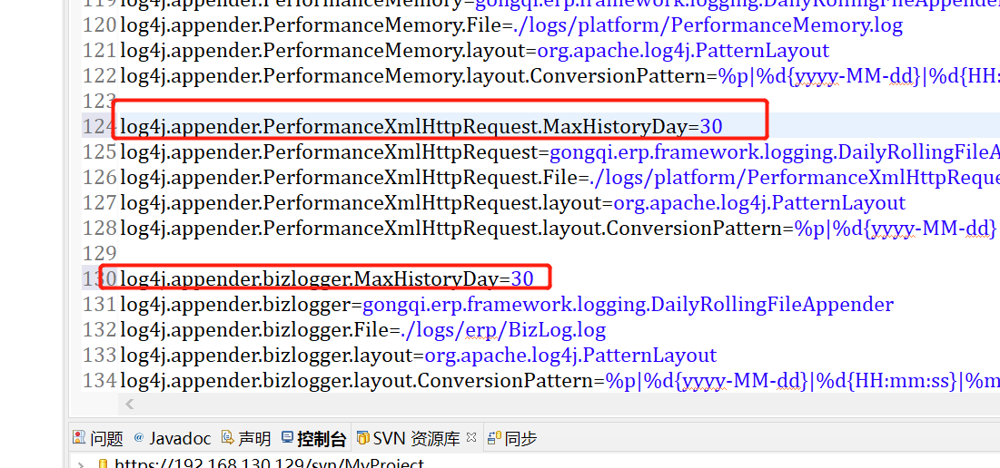 119 log4j.appender.PerformanceMemory=gongqi.erp.framework.logging.DailyRollingFileAppender
120 log4j.appender.PerformanceMemory.File=./logs/platform/PerformanceMemory.log
121 log4j.appender.PerformanceMemory.layout=org.apache.log4j.PatternLayout
122 log4j.appender.PerformanceMemory.layout.ConversionPattern=%p|%d{yyyy-MM-dd}|%d{HH:
123
124 log4j.appender.PerformanceXmlHttpRequest.MaxHistoryDay=30
125 log4j.appender.PerformanceXmlHttpRequest=gongqi.erp.framework.logging.DailyRollingFileA
126 log4j.appender.PerformanceXmlHttpRequest.File=./logs/platform/PerformanceXmlHttpReque
127 log4j.appender.PerformanceXmlHttpRequest.layout=org.apache.log4j.PatternLayout
128 log4j.appender.PerformanceXmlHttpRequest.layout.ConversionPattern=%p|%d{yyyy-MM-dd}
129
130 log4j.appender.bizlogger.MaxHistoryDay=30
131 log4j.appender.bizlogger=gongqi.erp.framework.logging.DailyRollingFileAppender
132 log4j.appender.bizlogger.File=./logs/erp/BizLog.log
133 log4j.appender.bizlogger.layout=org.apache.log4j.PatternLayout
134 log4j.appender.bizlogger.layout.ConversionPattern=%p|%d{yyyy-MM-dd}|%d{HH:mm:ss}|%m
问题 @ Javadoc 声明 控制台 SVN 资源库 同步
https://192.168.130.129/svn/MyProject